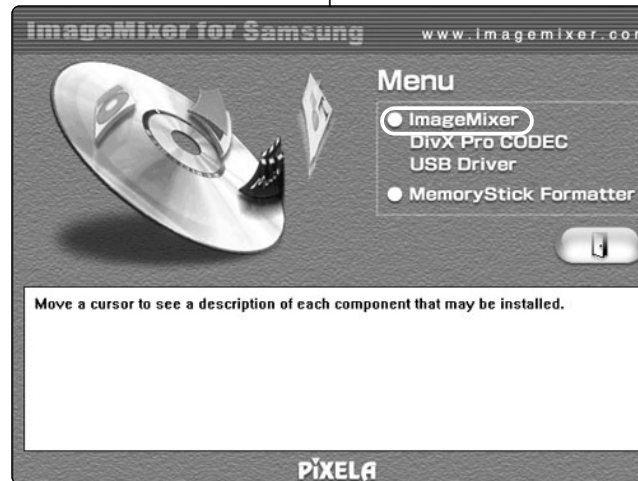 ImageMixer for Samsung
www.imagemixer.com
Menu
ImageMixer
DivX Pro CODEC
USB Driver
MemoryStick Formatter
Move a cursor to see a description of each component that may be installed.
PIXELA